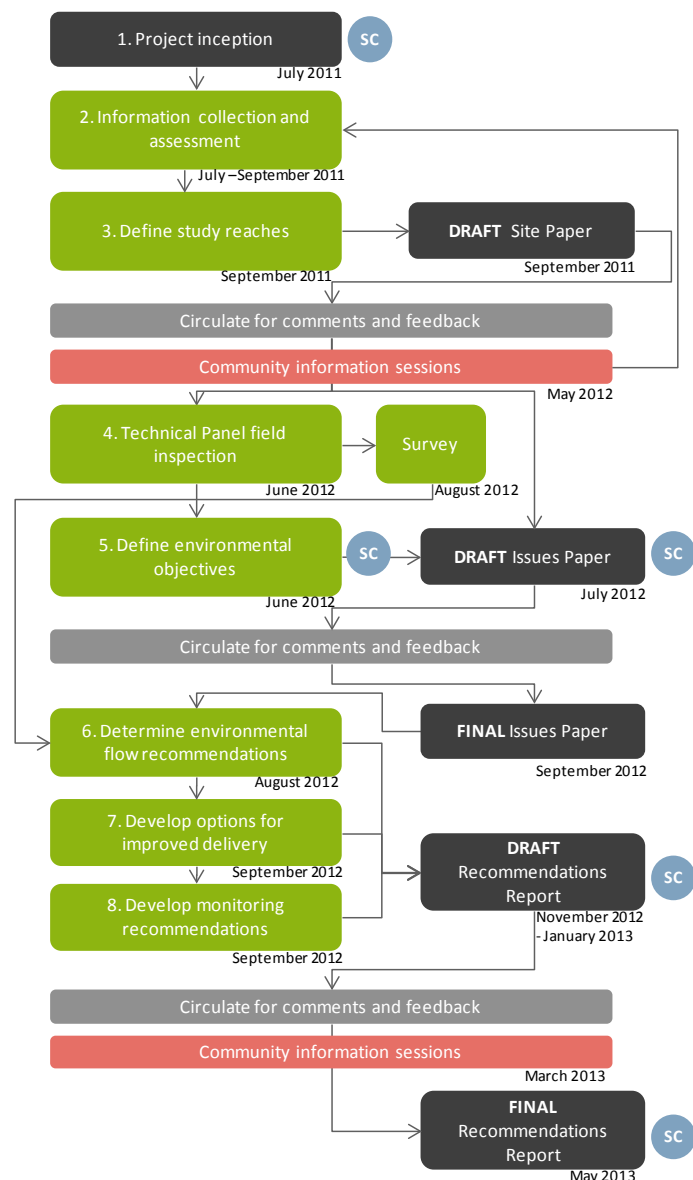 1. Project inception
SC
July 2011
2. Information collection and
assessment
July –September 2011
3. Define study reaches
DRAFT Site Paper
September 2011
September 2011
Circulate for comments and feedback
Community information sessions
May 2012
4. Technical Panel field
inspection
Survey
June 2012
August 2012
5. Define environmental
objectives
SC
DRAFT Issues Paper
SC
June 2012
July 2012
Circulate for comments and feedback
6. Determine environmental
flow recommendations
FINAL Issues Paper
August 2012
September 2012
7. Develop options for
improved delivery
September 2012
DRAFT
Recommendations
Report
SC
8. Develop monitoring
recommendations
September 2012
November 2012
- January 2013
Circulate for comments and feedback
Community information sessions
March 2013
FINAL
Recommendations
Report
SC
May 2013